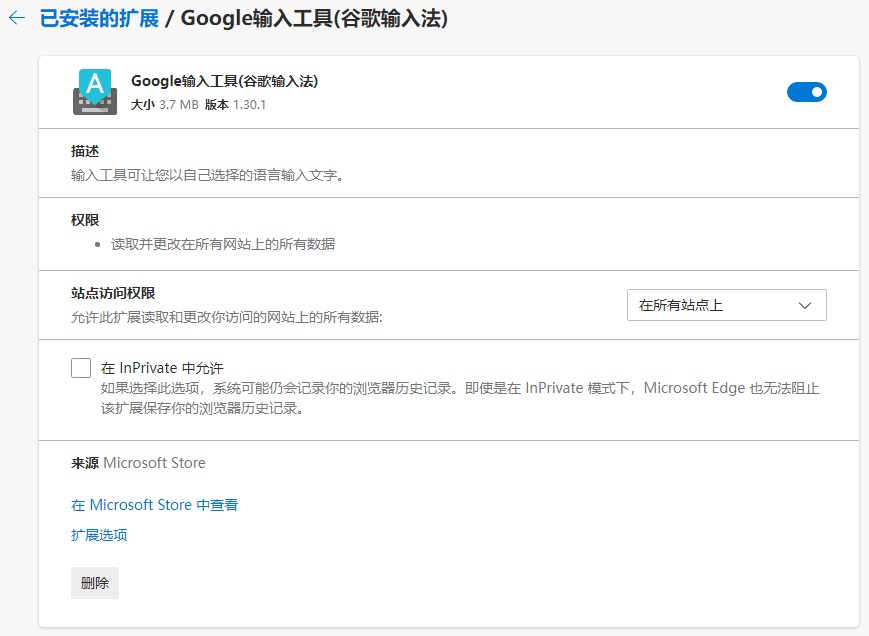 已安装的扩展 / Google输入工具(谷歌输入法)
A
Google输入工具(谷歌输入法)
大小 3.7 MB 版本 1.30.1
描述
输入工具可让您以自己选择的语言输入文字。
权限
• 读取并更改在所有网站上的所有数据
站点访问权限
允许此扩展读取和更改你访问的网站上的所有数据:
在所有站点上
在 InPrivate 中允许
如果选择此选项，系统可能仍会记录你的浏览器历史记录。即使是在 InPrivate 模式下，Microsoft Edge 也无法阻止
该扩展保存你的浏览器历史记录。
来源 Microsoft Store
在 Microsoft Store 中查看
扩展选项
删除